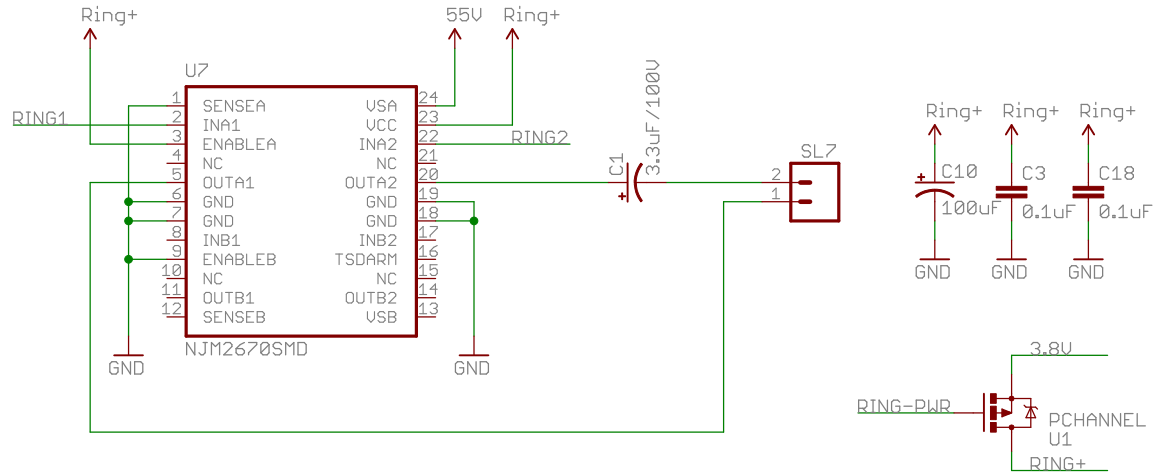 Ring+ 55V Ring+
U7
1 SENSEA VSA 24
RING1 2 INA1 VCC 23
3 ENABLEA INA2 22 RING2
4 NC NC 21
5 OUTA1 OUTA2 20
6 GND GND 19
7 GND GND 18
8 INB1 INB2 17
9 ENABLEB TSDARM 16
10 NC NC 15
11 OUTB1 OUTB2 14
12 SENSEB VSB 13
NJM2670SMD
GND GND
C1
3.3uF/100V
+
SL7
2
1
Ring+ Ring+ Ring+
+ C10 C3 C18
100uF 0.1uF 0.1uF
GND GND GND
3.8V
RING-PWR
PCHANNEL
U1
RING+